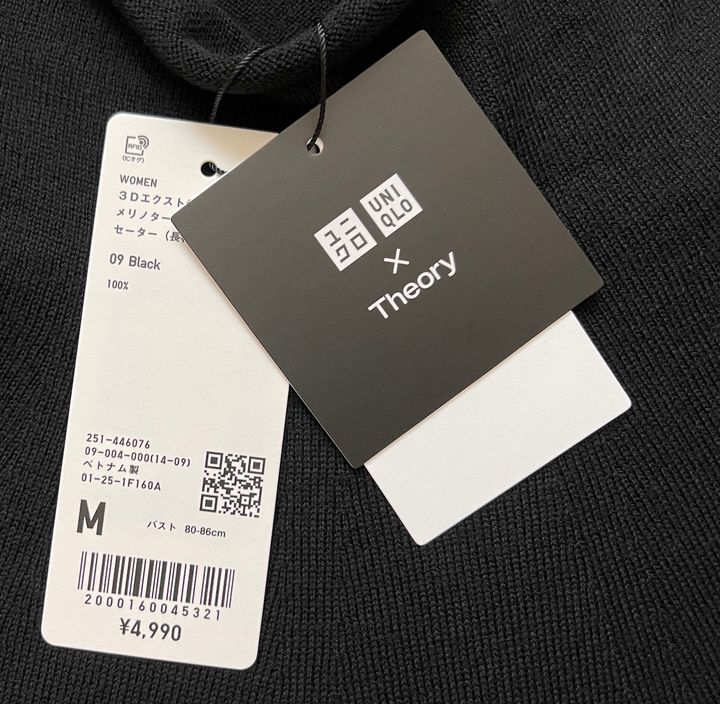 RFID
(ICタグ)
WOMEN
3Dエクスト
メリノター
セーター (長
09 Black
100%
251-446076
09-004-000(14-09)
ベトナム製
01-25-1F160A
M バスト 80-86cm
2000160045321
¥4,990
ユニ
クロ
UNI
QLO
×
Theory